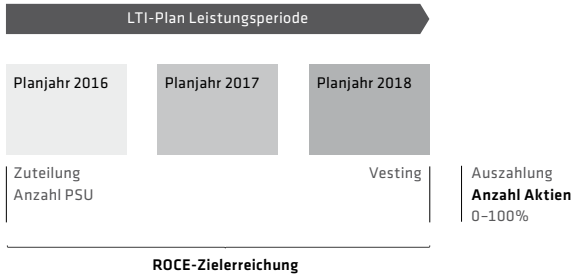 LTI-Plan Leistungsperiode
Planjahr 2016
Planjahr 2017
Planjahr 2018
Zuteilung
Anzahl PSU
Vesting
Auszahlung
Anzahl Aktien
0–100%
ROCE-Zielerreichung